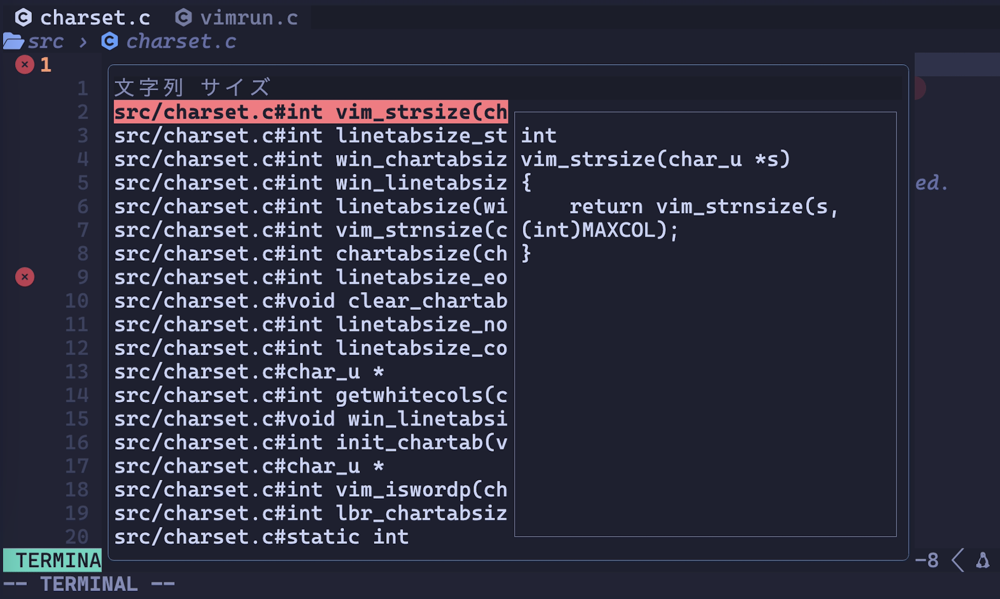 charset.c vimrun.c
src › charset.c
1
1 文字列 サイズ
2 src/charset.c#int vim_strsize(ch
3 src/charset.c#int linetabsize_st
4 src/charset.c#int win_chartabsiz
5 src/charset.c#int win_linetabsiz
6 src/charset.c#int linetabsize(wi
7 src/charset.c#int vim_strnsize(c
8 src/charset.c#int chartabsize(ch
9 src/charset.c#int linetabsize_eo
10 src/charset.c#void clear_chartab
11 src/charset.c#int linetabsize_no
12 src/charset.c#int linetabsize_co
13 src/charset.c#char_u *
14 src/charset.c#int getwhitecols(c
15 src/charset.c#void win_linetabsi
16 src/charset.c#int init_chartab(v
17 src/charset.c#char_u *
18 src/charset.c#int vim_iswordp(ch
19 src/charset.c#int lbr_chartabsiz
20 src/charset.c#static int
int
vim_strsize(char_u *s)
{
    return vim_strnsize(s,
(int)MAXCOL);
}
ed.
TERMINA
-8
-- TERMINAL --